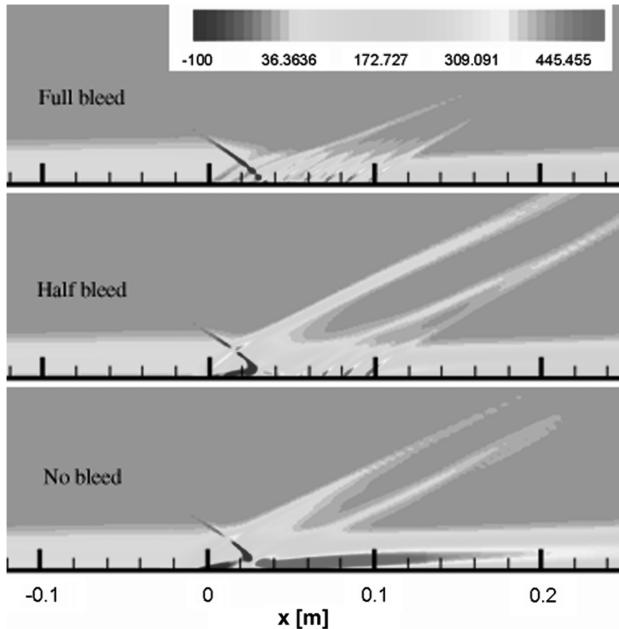 -100 36.3636 172.727 309.091 445.455
Full bleed
Half bleed
No bleed
-0.1 0 0.1 0.2
x [m]